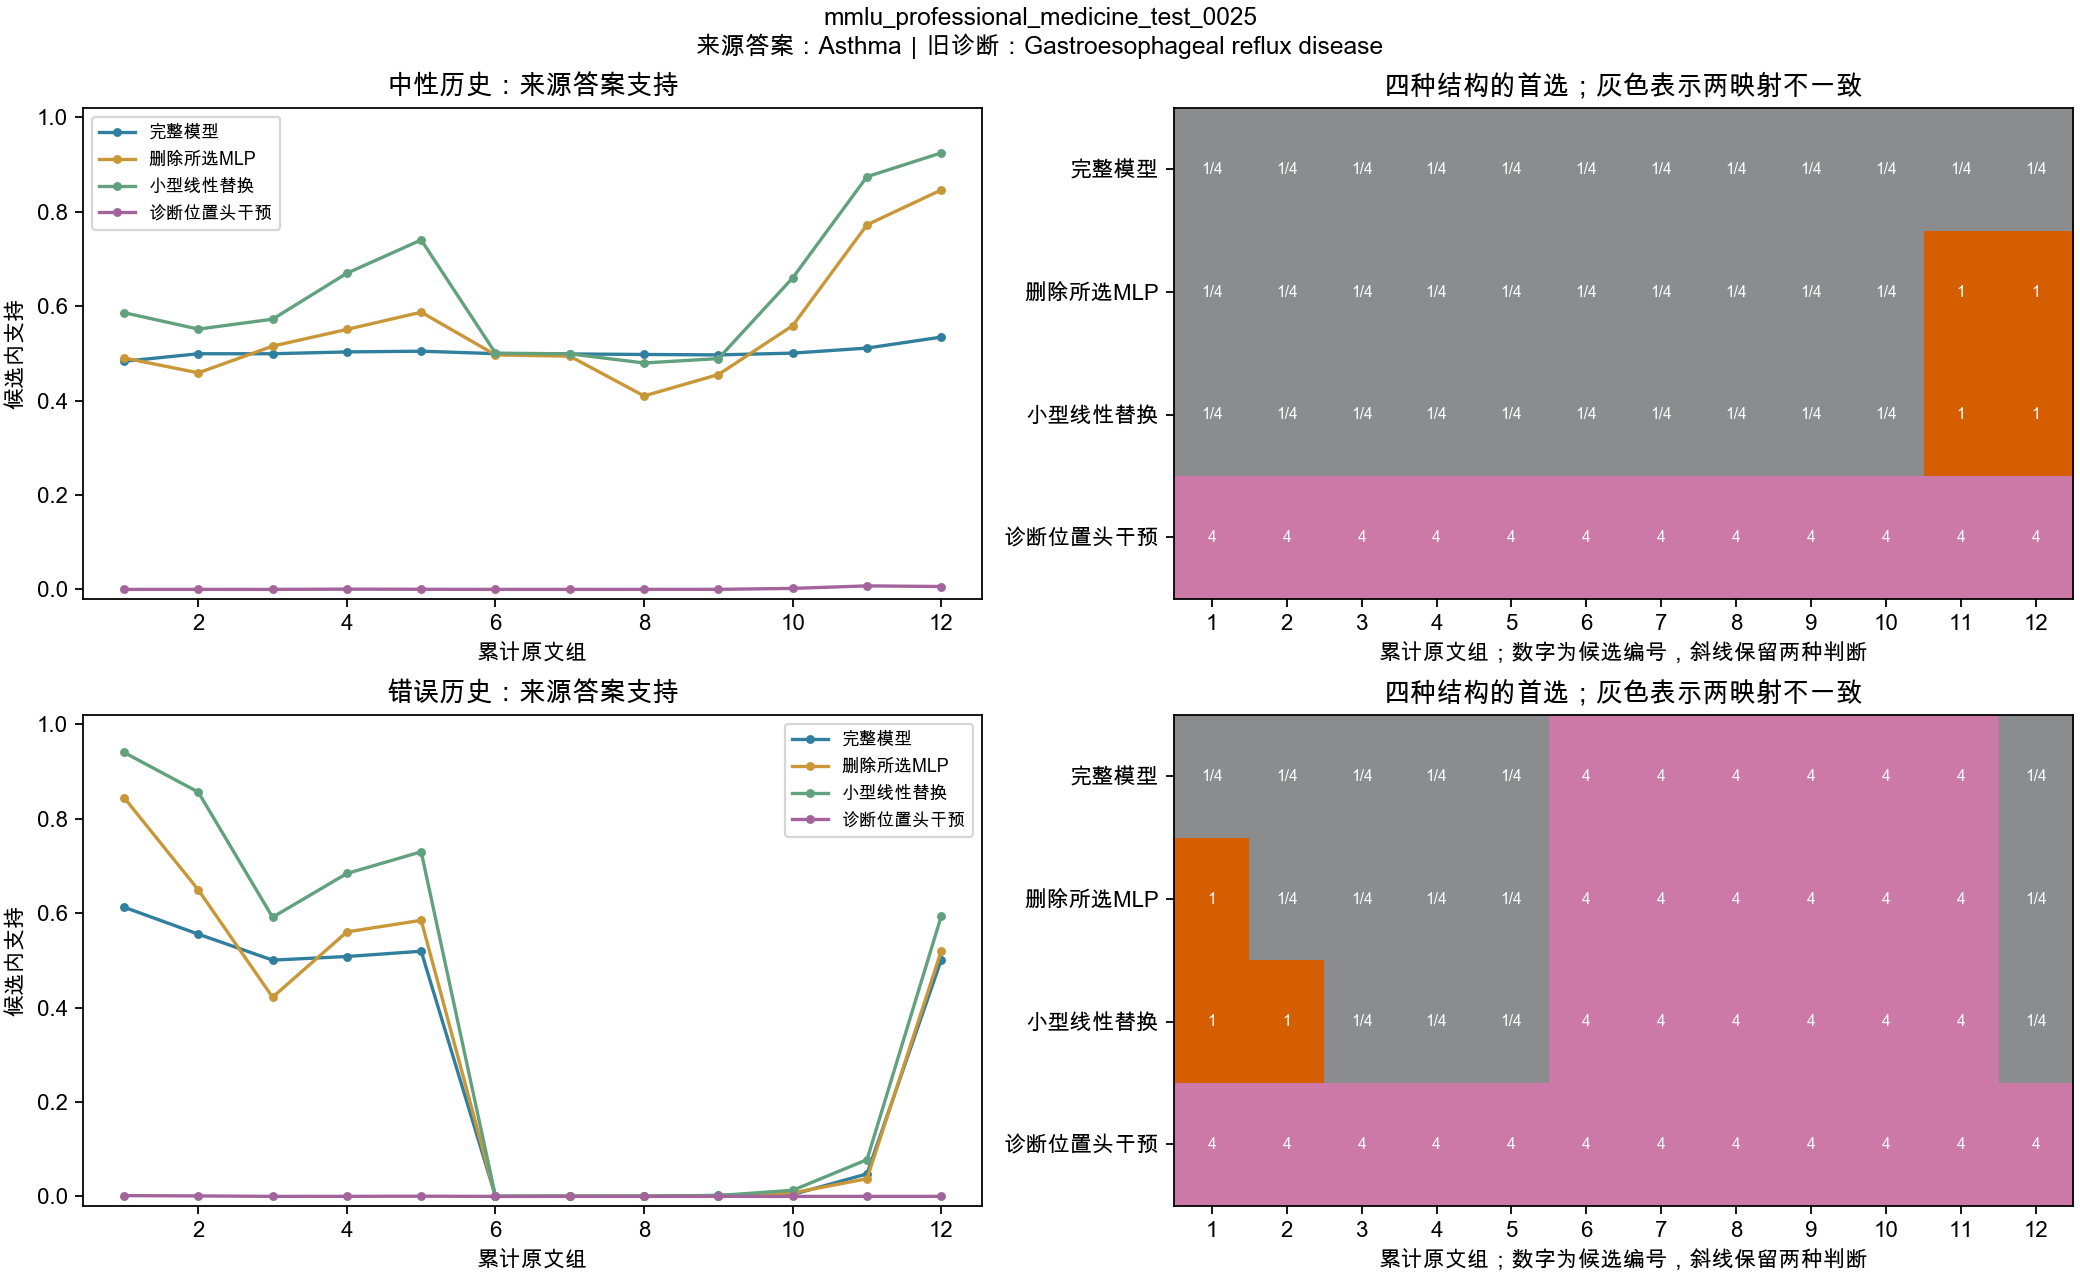 mmlu_professional_medicine_test_0025
来源答案：Asthma | 旧诊断：Gastroesophageal reflux disease
中性历史：来源答案支持
候选内支持
1.0
0.8
0.6
0.4
0.2
0.0
完整模型
删除所选MLP
小型线性替换
诊断位置头干预
2 4 6 8 10 12
累计原文组
四种结构的首选；灰色表示两映射不一致
完整模型 1/4 1/4 1/4 1/4 1/4 1/4 1/4 1/4 1/4 1/4 1/4 1/4
删除所选MLP 1/4 1/4 1/4 1/4 1/4 1/4 1/4 1/4 1/4 1/4 1 1
小型线性替换 1/4 1/4 1/4 1/4 1/4 1/4 1/4 1/4 1/4 1/4 1 1
诊断位置头干预 4 4 4 4 4 4 4 4 4 4 4 4
1 2 3 4 5 6 7 8 9 10 11 12
累计原文组；数字为候选编号，斜线保留两种判断
错误历史：来源答案支持
候选内支持
1.0
0.8
0.6
0.4
0.2
0.0
完整模型
删除所选MLP
小型线性替换
诊断位置头干预
2 4 6 8 10 12
累计原文组
四种结构的首选；灰色表示两映射不一致
完整模型 1/4 1/4 1/4 1/4 1/4 4 4 4 4 4 4 1/4
删除所选MLP 1 1/4 1/4 1/4 1/4 4 4 4 4 4 4 1/4
小型线性替换 1 1 1/4 1/4 1/4 4 4 4 4 4 4 1/4
诊断位置头干预 4 4 4 4 4 4 4 4 4 4 4 4
1 2 3 4 5 6 7 8 9 10 11 12
累计原文组；数字为候选编号，斜线保留两种判断